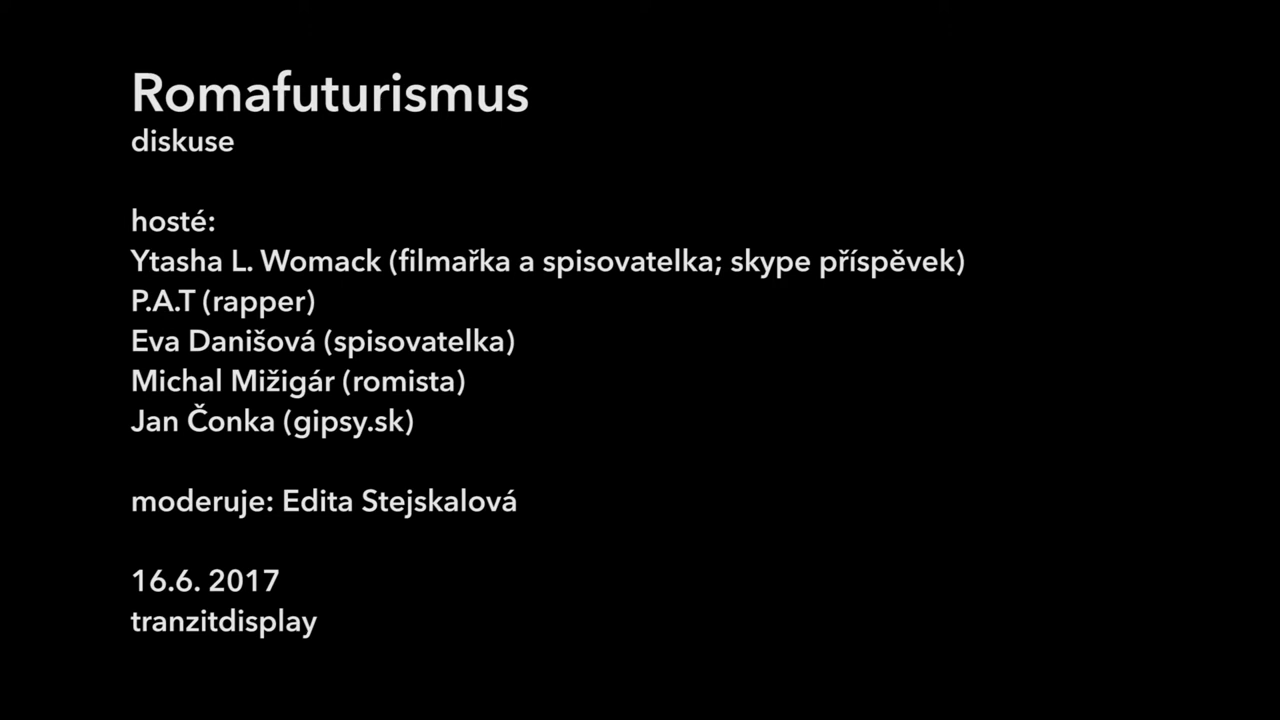 Romafuturismus
diskuse
hosté:
Ytasha L. Womack (filmařka a spisovatelka; skype příspěvek)
P.A.T (rapper)
Eva Danišová (spisovatelka)
Michal Mižigár (romista)
Jan Čonka (gipsy.sk)
moderuje: Edita Stejskalová
16.6. 2017
tranzitdisplay